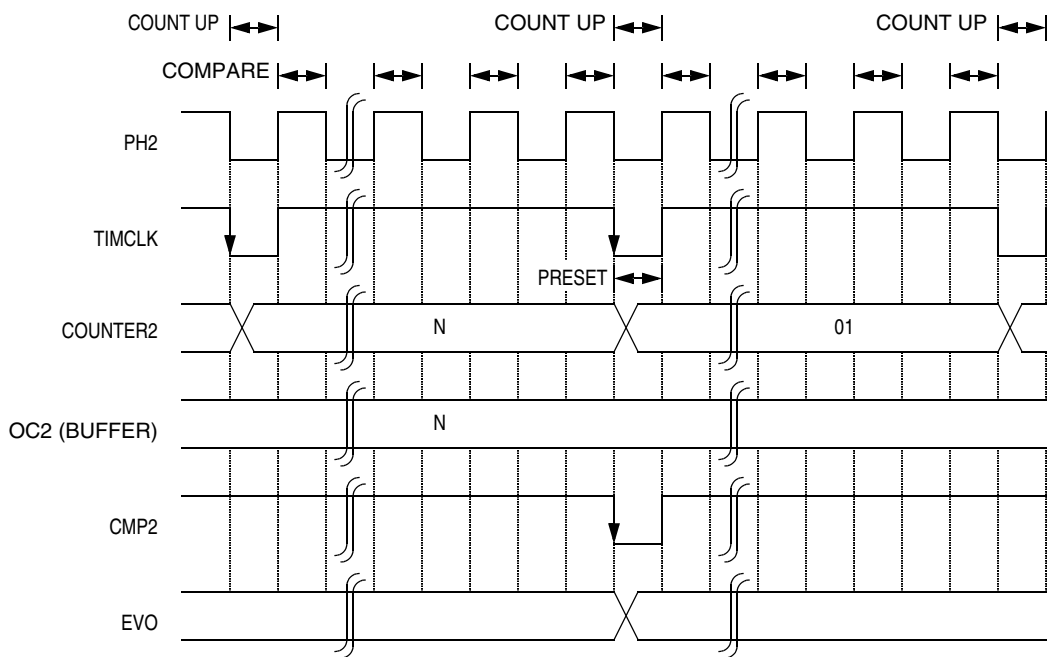 COUNT UP COUNT UP COUNT UP
COMPARE
PH2
TIMCLK
PRESET
COUNTER2 N 01
OC2 (BUFFER) N
CMP2
EVO